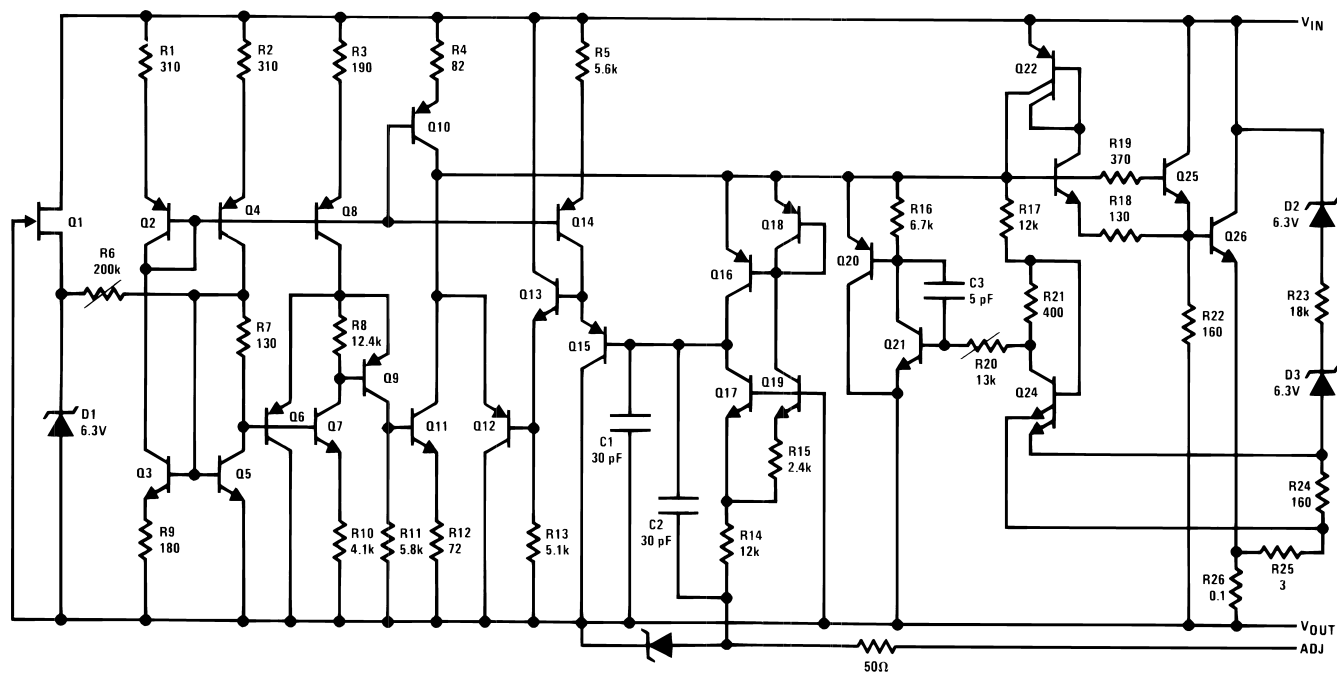 VIN
R1
310
R2
310
R3
190
R4
82
R5
5.6k
Q22
Q10
R19
370
Q25
Q1
Q2
Q4
Q8
Q14
Q18
R16
6.7k
R17
12k
R18
130
Q26
D2
6.3V
R6
200k
Q16
Q20
Q13
C3
5 pF
R21
400
R22
160
R23
18k
R7
130
R8
12.4k
Q15
Q21
R20
13k
Q9
Q17
Q19
Q24
D3
6.3V
D1
6.3V
Q6
Q7
Q11
Q12
C1
30 pF
R15
2.4k
Q3
Q5
R24
160
C2
30 pF
R9
180
R10
4.1k
R11
5.8k
R12
72
R13
5.1k
R14
12k
R25
3
R26
0.1
VOUT
ADJ
50Ω